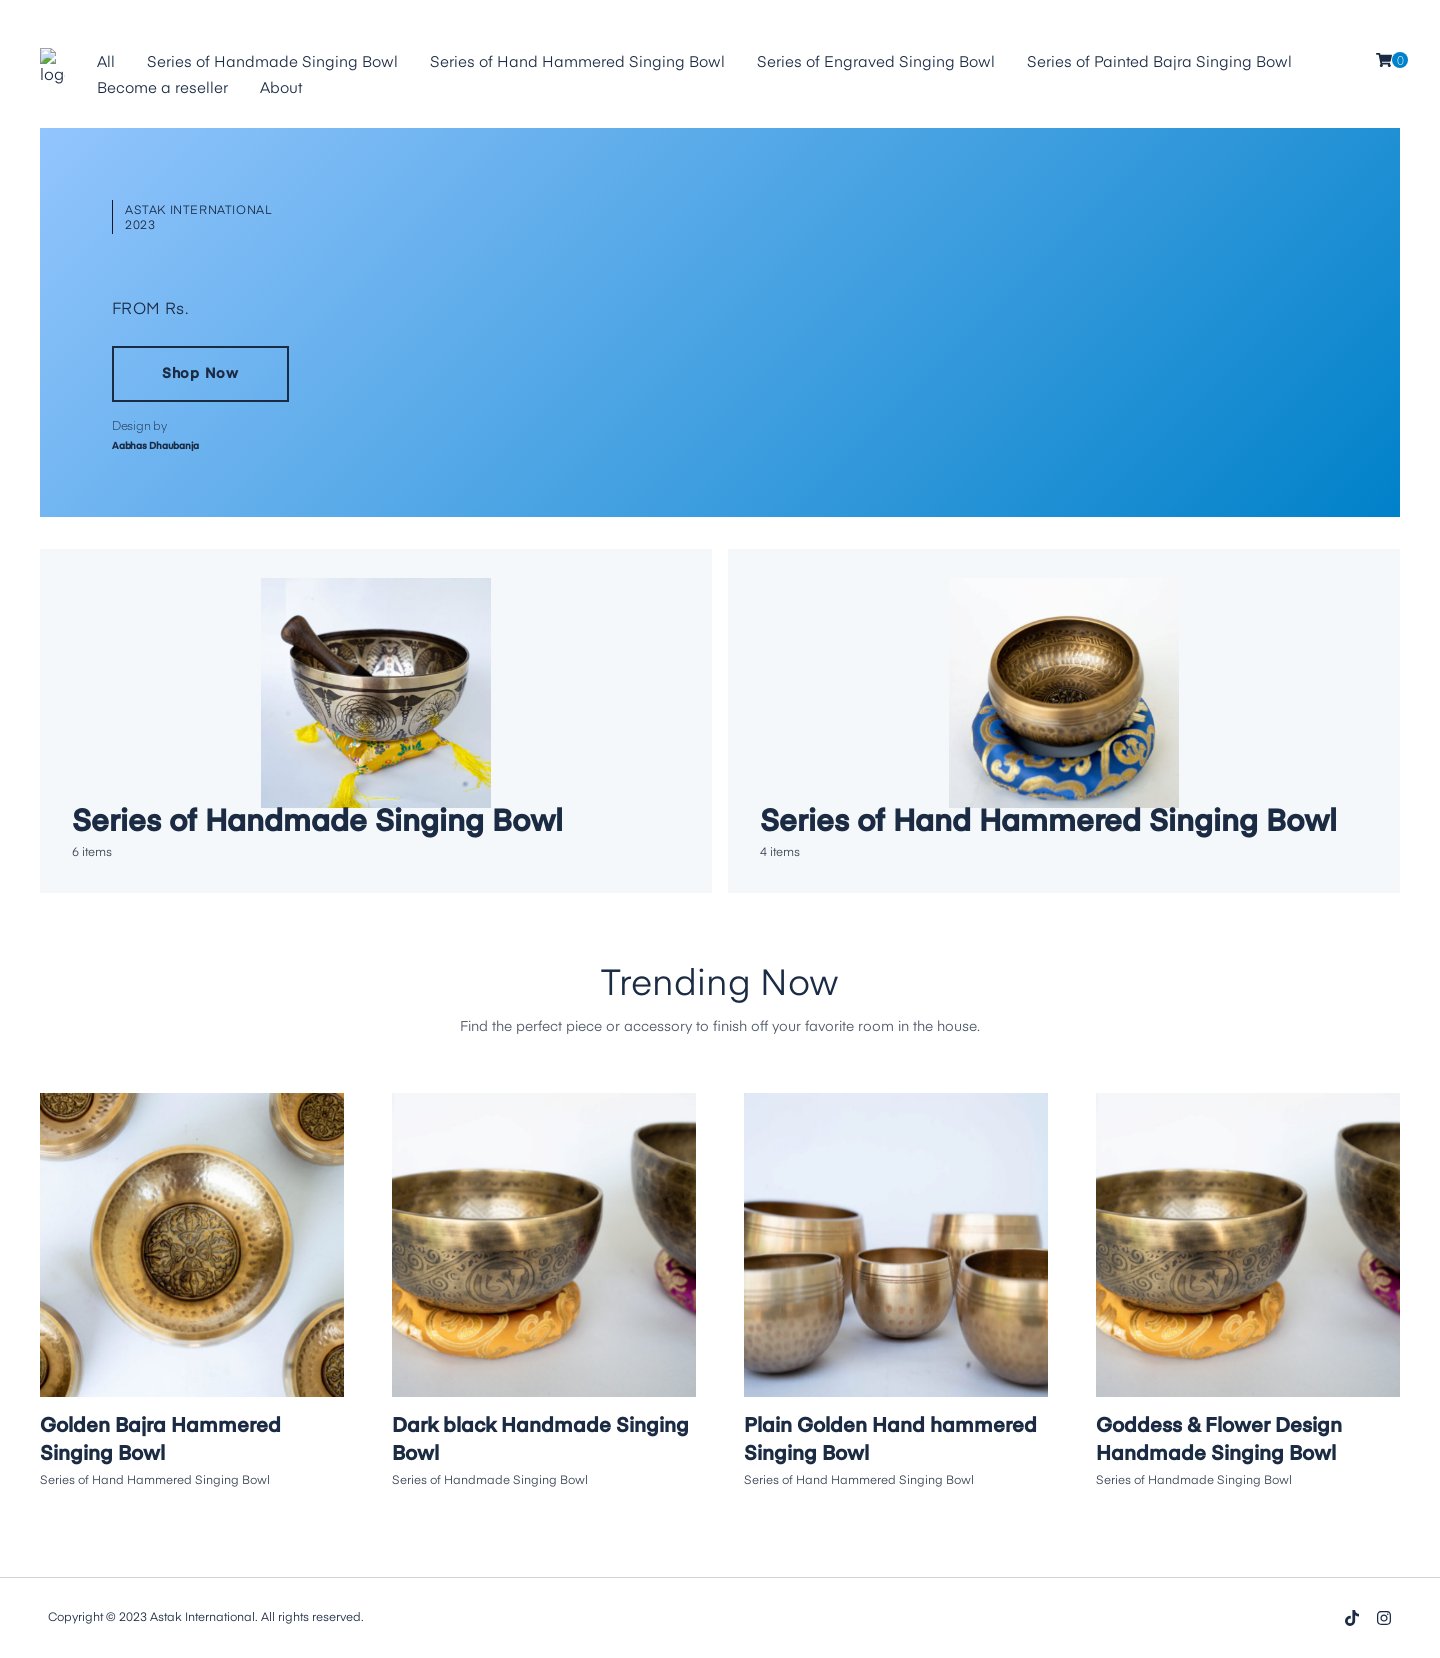 log
All
Series of Handmade Singing Bowl
Series of Hand Hammered Singing Bowl
Series of Engraved Singing Bowl
Series of Painted Bajra Singing Bowl
0
Become a reseller
About
ASTAK INTERNATIONAL
2023
FROM Rs.
Shop Now
Design by
Aabhas Dhaubanja
Series of Handmade Singing Bowl
6 items
Series of Hand Hammered Singing Bowl
4 items
Trending Now
Find the perfect piece or accessory to finish off your favorite room in the house.
Golden Bajra Hammered
Singing Bowl
Series of Hand Hammered Singing Bowl
Dark black Handmade Singing
Bowl
Series of Handmade Singing Bowl
Plain Golden Hand hammered
Singing Bowl
Series of Hand Hammered Singing Bowl
Goddess & Flower Design
Handmade Singing Bowl
Series of Handmade Singing Bowl
Copyright © 2023 Astak International. All rights reserved.